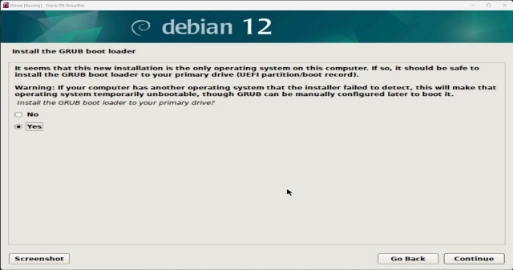 debian 12
Install the GRUB boot loader
It seems that this new installation is the only operating system on this computer. If so, it should be safe to
install the GRUB boot loader to your primary drive (UEFI partition/boot record).
Warning: If your computer has another operating system that the installer failed to detect, this will make that
operating system temporarily unbootable, though GRUB can be manually configured later to boot it.
Install the GRUB boot loader to your primary drive?
No
Yes
Screenshot
Go Back
Continue